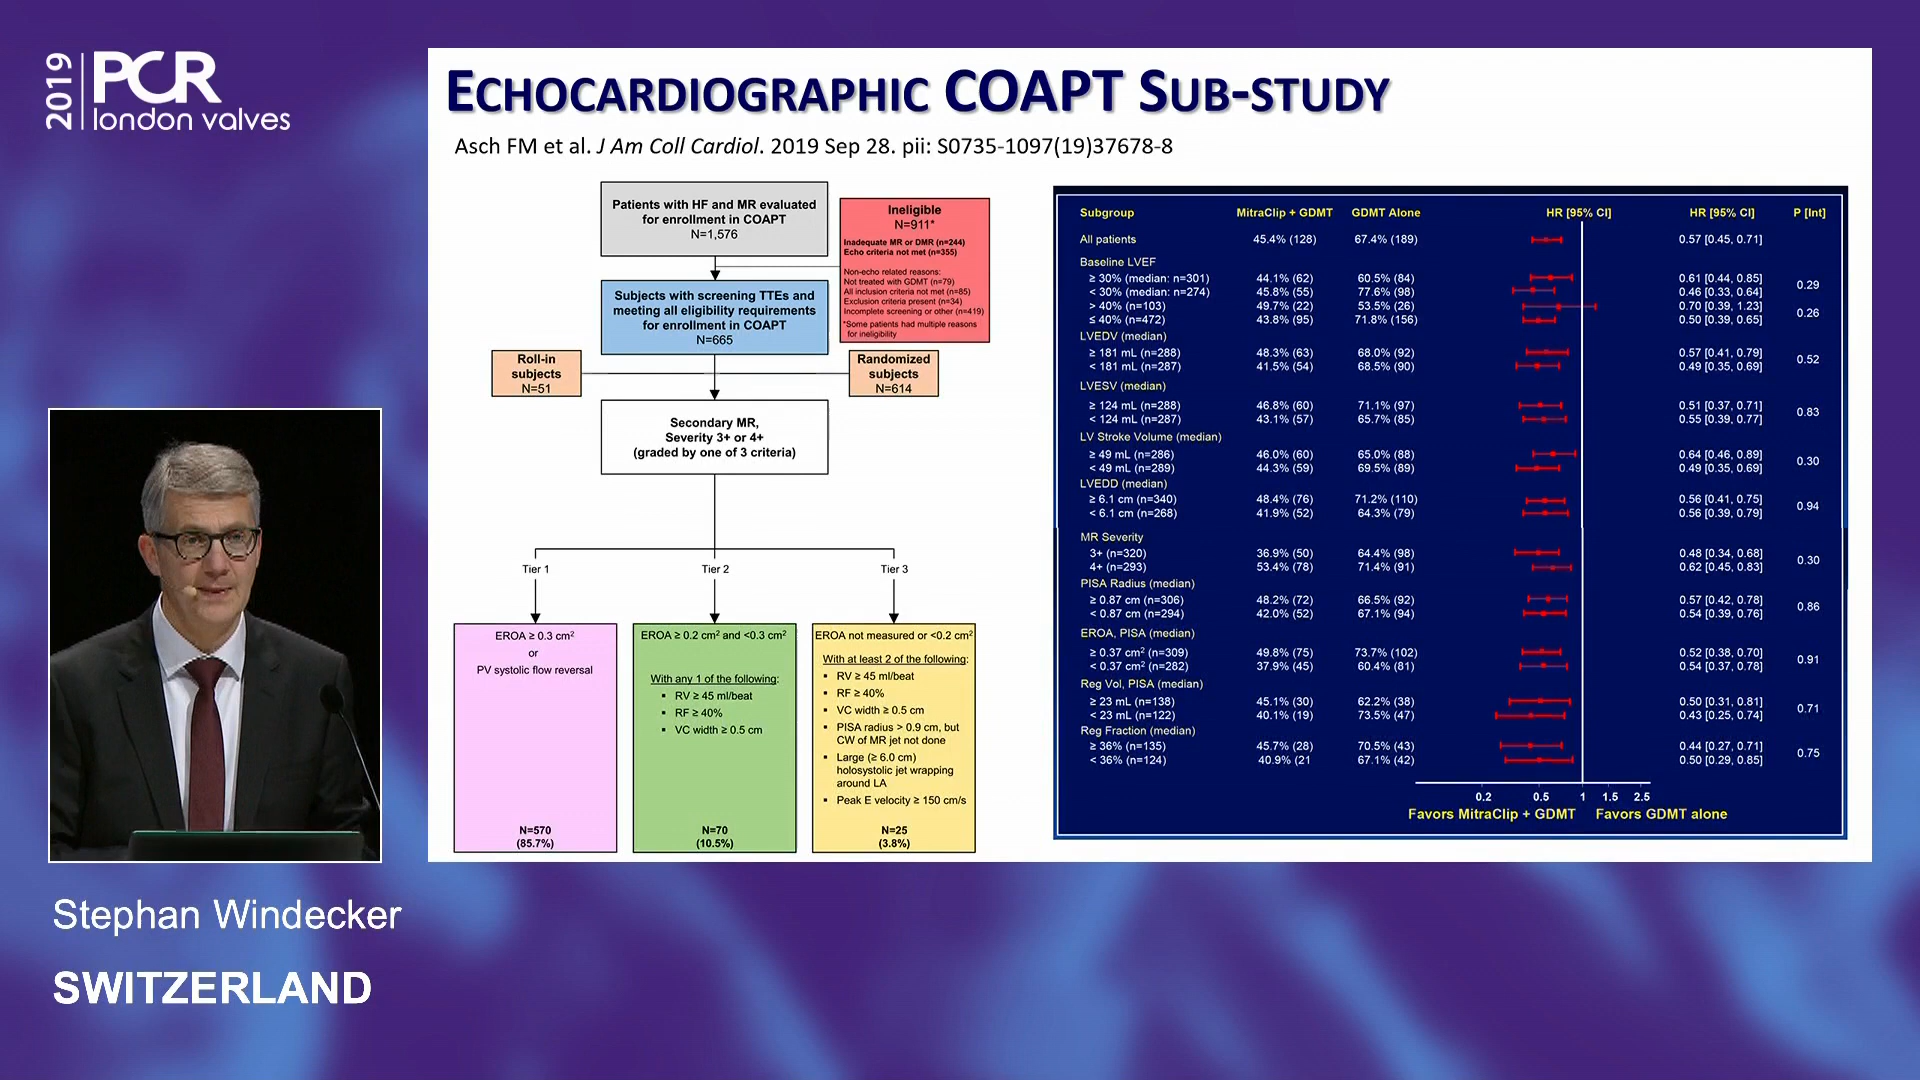 2019
PCR
london valves
ECHOCARDIOGRAPHIC COAPT SUB-STUDY
Asch FM et al. J Am Coll Cardiol. 2019 Sep 28. pii: S0735-1097(19)37678-8
Patients with HF and MR evaluated
for enrollment in COAPT
N=1,576
Ineligible
N=911*
Inadequate MR or DMR (n=244)
Echo criteria not met (n=355)
Non-echo related reasons:
Not treated with GDMT (n=79)
All inclusion criteria not met (n=85)
Exclusion criteria present (n=34)
Incomplete screening or other (n=419)
*Some patients had multiple reasons
for ineligibility
Subjects with screening TTEs and
meeting all eligibility requirements
for enrollment in COAPT
N=665
Roll-in
subjects
N=51
Randomized
subjects
N=614
Secondary MR,
Severity 3+ or 4+
(graded by one of 3 criteria)
Tier 1
Tier 2
Tier 3
EROA ≥ 0.3 cm²
or
PV systolic flow reversal
N=570
(85.7%)
EROA ≥ 0.2 cm² and <0.3 cm²
With any 1 of the following:
▪ RV ≥ 45 ml/beat
▪ RF ≥ 40%
▪ VC width ≥ 0.5 cm
N=70
(10.5%)
EROA not measured or <0.2 cm²
With at least 2 of the following:
▪ RV ≥ 45 ml/beat
▪ RF ≥ 40%
▪ VC width ≥ 0.5 cm
▪ PISA radius > 0.9 cm, but
CW of MR jet not done
▪ Large (≥ 6.0 cm)
holosystolic jet wrapping
around LA
▪ Peak E velocity ≥ 150 cm/s
N=25
(3.8%)
Subgroup MitraClip + GDMT GDMT Alone HR [95% CI] HR [95% CI] P [Int]
All patients 45.4% (128) 67.4% (189) 0.57 [0.45, 0.71]
Baseline LVEF
≥ 30% (median: n=301) 44.1% (62) 60.5% (84) 0.61 [0.44, 0.85]
0.29
< 30% (median: n=274) 45.8% (55) 77.6% (98) 0.46 [0.33, 0.64]
> 40% (n=103) 49.7% (22) 53.5% (26) 0.70 [0.39, 1.23]
0.26
≤ 40% (n=472) 43.8% (95) 71.8% (156) 0.50 [0.39, 0.65]
LVEDV (median)
≥ 181 mL (n=288) 48.3% (63) 68.0% (92) 0.57 [0.41, 0.79]
0.52
< 181 mL (n=287) 41.5% (54) 68.5% (90) 0.49 [0.35, 0.69]
LVESV (median)
≥ 124 mL (n=288) 46.8% (60) 71.1% (97) 0.51 [0.37, 0.71]
0.83
< 124 mL (n=287) 43.1% (57) 65.7% (85) 0.55 [0.39, 0.77]
LV Stroke Volume (median)
≥ 49 mL (n=286) 46.0% (60) 65.0% (88) 0.64 [0.46, 0.89]
0.30
< 49 mL (n=289) 44.3% (59) 69.5% (89) 0.49 [0.35, 0.69]
LVEDD (median)
≥ 6.1 cm (n=340) 48.4% (76) 71.2% (110) 0.56 [0.41, 0.75]
0.94
< 6.1 cm (n=268) 41.9% (52) 64.3% (79) 0.56 [0.39, 0.79]
MR Severity
3+ (n=320) 36.9% (50) 64.4% (98) 0.48 [0.34, 0.68]
0.30
4+ (n=293) 53.4% (78) 71.4% (91) 0.62 [0.45, 0.83]
PISA Radius (median)
≥ 0.87 cm (n=306) 48.2% (72) 66.5% (92) 0.57 [0.42, 0.78]
0.86
< 0.87 cm (n=294) 42.0% (52) 67.1% (94) 0.54 [0.39, 0.76]
EROA, PISA (median)
≥ 0.37 cm² (n=309) 49.8% (75) 73.7% (102) 0.52 [0.38, 0.70]
0.91
< 0.37 cm² (n=282) 37.9% (45) 60.4% (81) 0.54 [0.37, 0.78]
Reg Vol, PISA (median)
≥ 23 mL (n=138) 45.1% (30) 62.2% (38) 0.50 [0.31, 0.81]
0.71
< 23 mL (n=122) 40.1% (19) 73.5% (47) 0.43 [0.25, 0.74]
Reg Fraction (median)
≥ 36% (n=135) 45.7% (28) 70.5% (43) 0.44 [0.27, 0.71]
0.75
< 36% (n=124) 40.9% (21 67.1% (42) 0.50 [0.29, 0.85]
0.2 0.5 1 1.5 2.5
Favors MitraClip + GDMT Favors GDMT alone
Stephan Windecker
SWITZERLAND